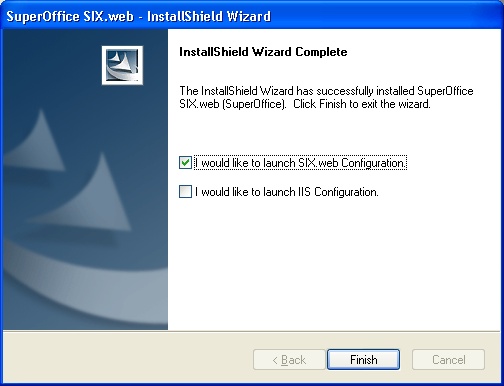 SuperOffice SIX.web - InstallShield Wizard
InstallShield Wizard Complete
The InstallShield Wizard has successfully installed SuperOffice
SIX.web (SuperOffice). Click Finish to exit the wizard.
I would like to launch SIX.web Configuration.
I would like to launch IIS Configuration.
< Back Finish Cancel